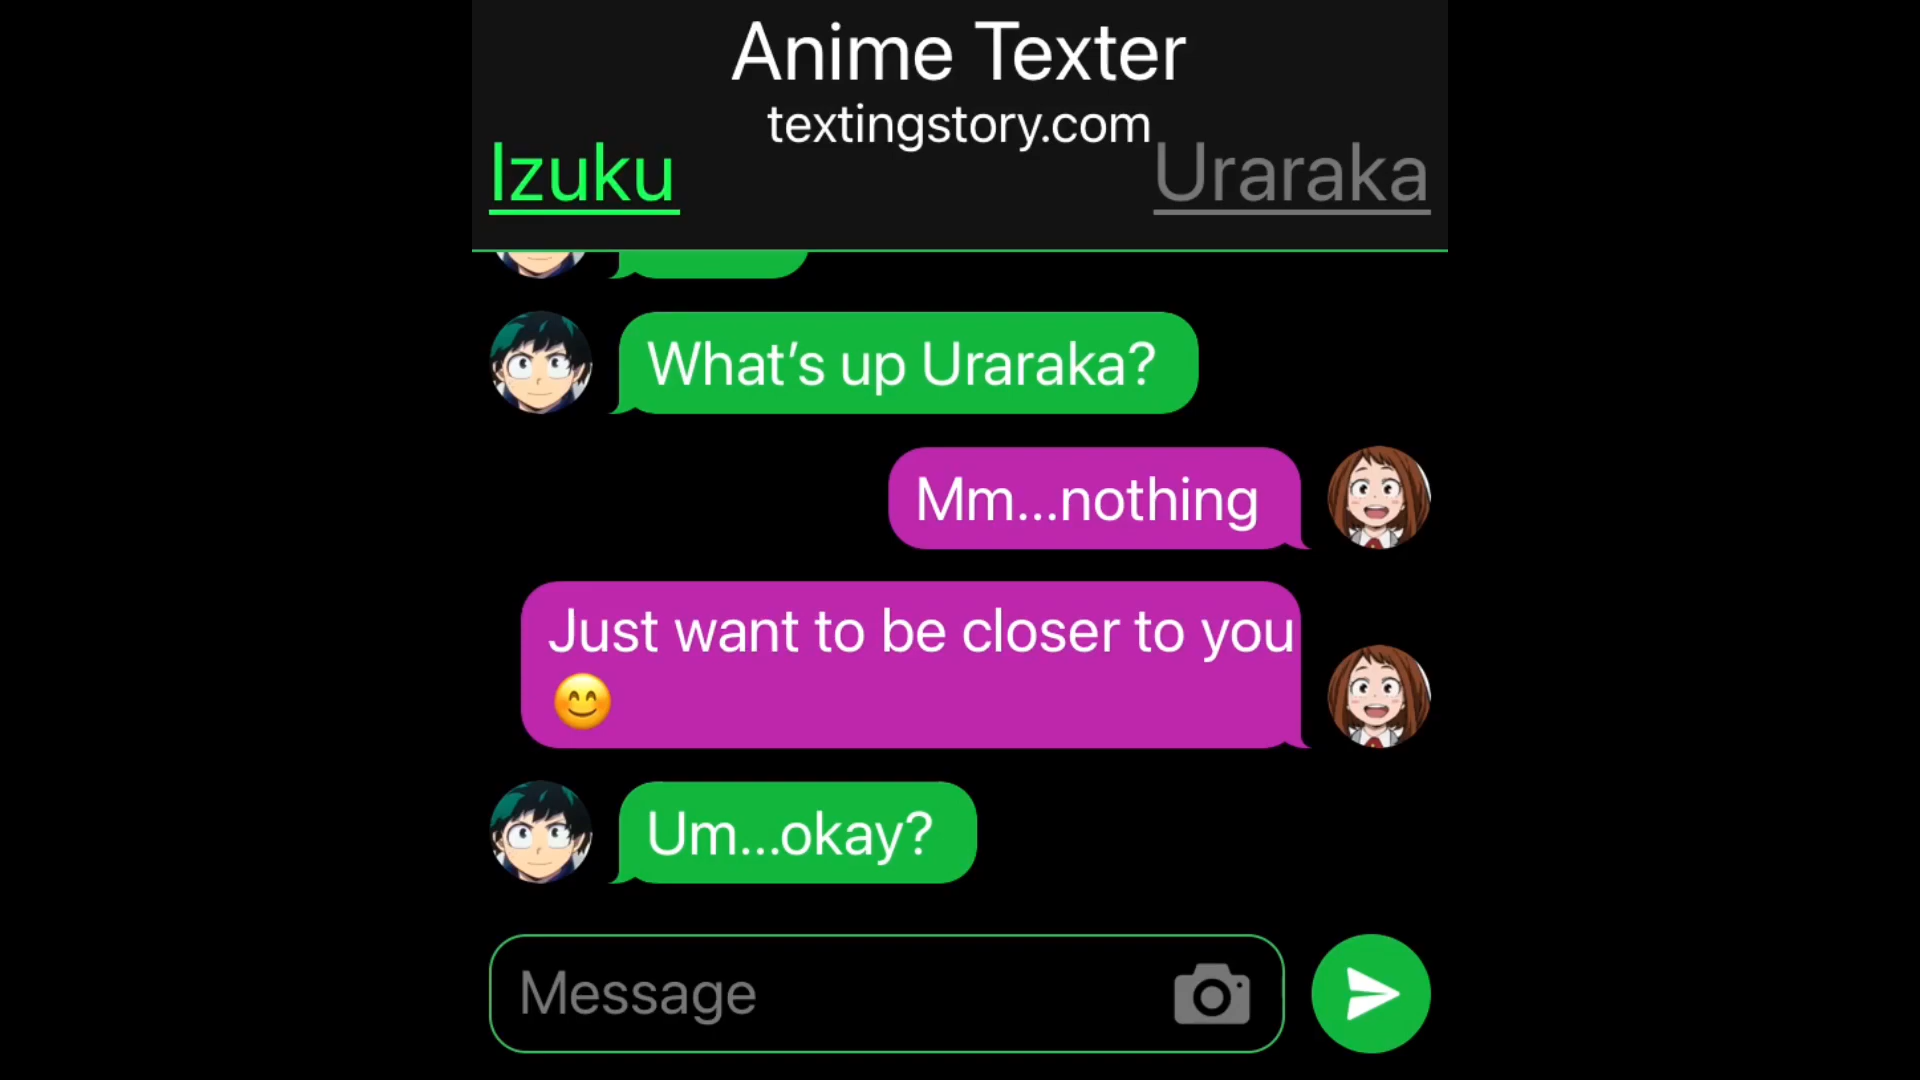 Anime Texter
textingstory.com
Izuku
Uraraka
What’s up Uraraka?
Mm...nothing
Just want to be closer to you
😊
Um...okay?
Message